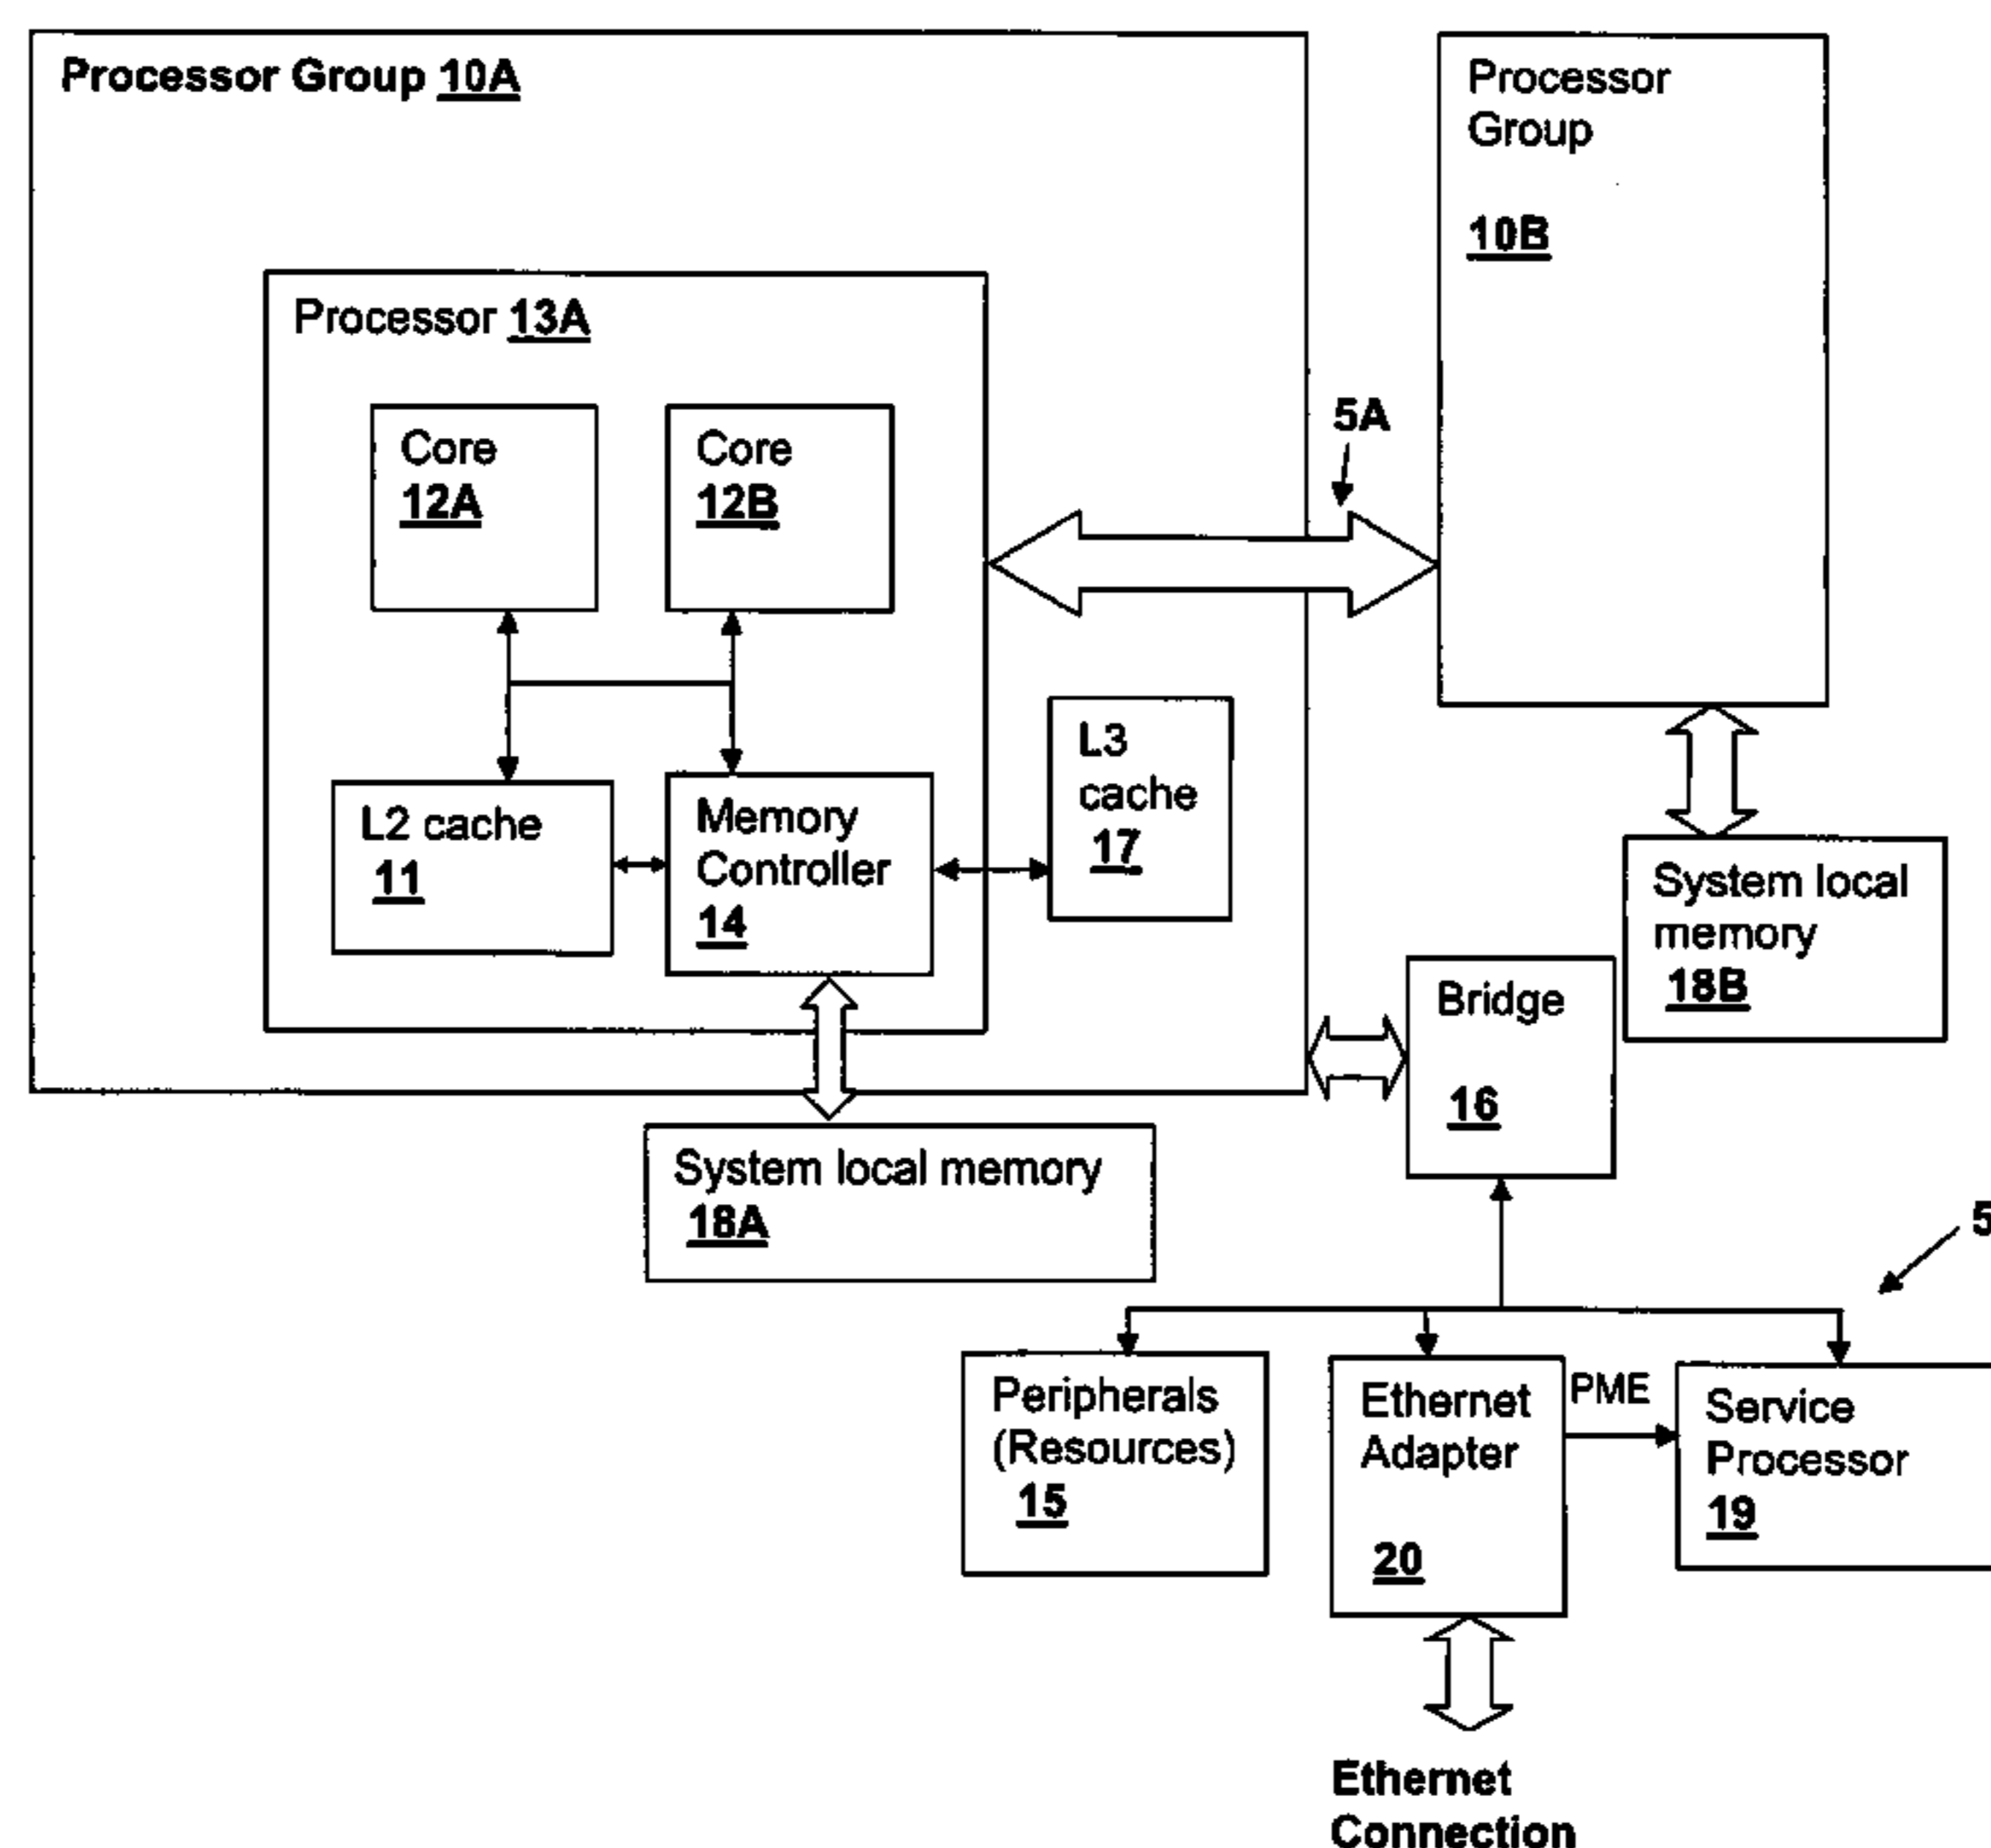 Processor Group 10A
Processor
Group
10B
Processor 13A
Core
12A
Core
12B
5A
L2 cache
11
Memory
Controller
14
L3
cache
17
System local
memory
18B
Bridge
16
System local memory
18A
5
Peripherals
(Resources)
15
Ethernet
Adapter
20
PME
Service
Processor
19
Ethernet
Connection